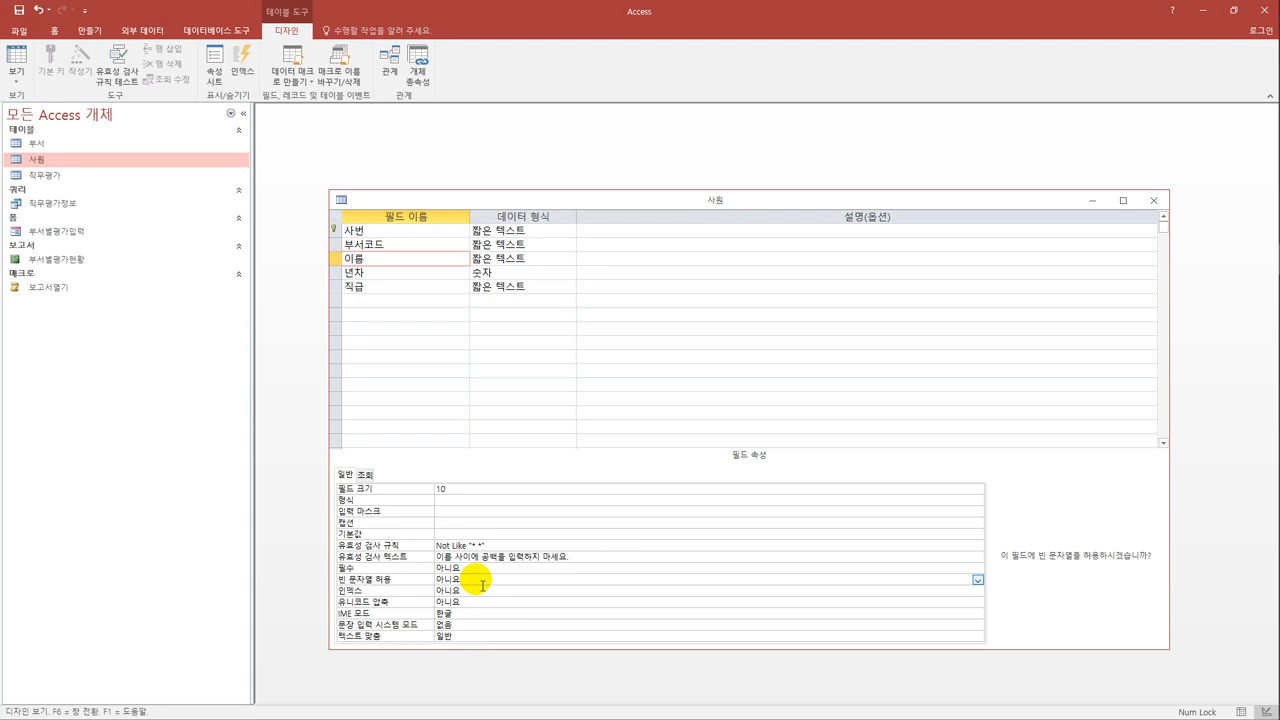 테이블 도구
Access
로그인
파일 홈 만들기 외부 데이터 데이터베이스 도구 디자인 수행할 작업을 알려 주세요.
보기 기본 키 작성기 유효성 검사 규칙 테스트 행 삽입 행 삭제 조회 수정 속성 시트 인덱스 데이터 매크로 만들기 매크로 이름 바꾸기/삭제 관계 개체 종속성
보기 도구 표시/숨기기 필드, 레코드 및 테이블 이벤트 관계
모든 Access 개체
테이블
부서
사원
직무평가
쿼리
직무평가정보
폼
부서별평가입력
보고서
부서별평가현황
매크로
보고서열기
사원
필드 이름 데이터 형식 설명(옵션)
사번 짧은 텍스트
부서코드 짧은 텍스트
이름 짧은 텍스트
년차 숫자
직급 짧은 텍스트
필드 속성
일반 조회
필드 크기 10
형식
입력 마스크
캡션
기본값
유효성 검사 규칙 Not Like "* *"
유효성 검사 텍스트 이름 사이에 공백을 입력하지 마세요.
필수 아니요
빈 문자열 허용 아니요
인덱스 아니요
유니코드 압축 아니요
IME 모드 한글
문장 입력 시스템 모드 없음
텍스트 맞춤 일반
이 필드에 빈 문자열을 허용하시겠습니까?
디자인 보기. F6 = 창 전환. F1 = 도움말.
Num Lock